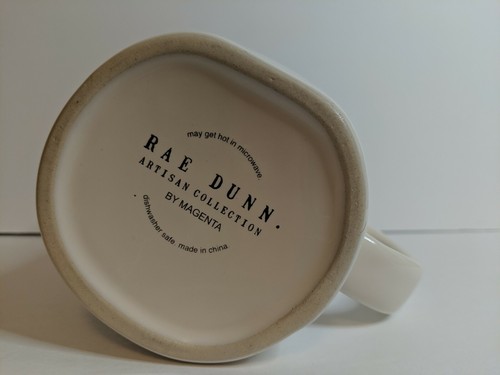 may get hot in microwave.
RAE DUNN.
ARTISAN COLLECTION
BY MAGENTA
dishwasher safe. made in china